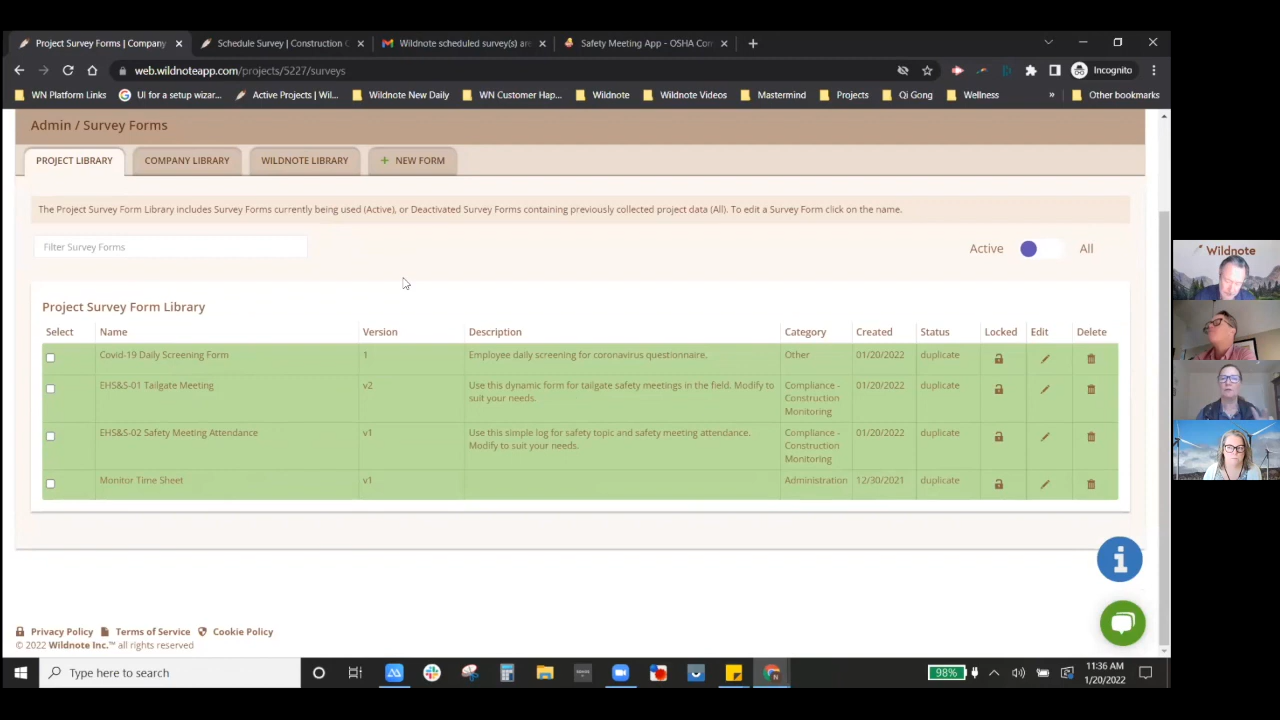 Project Survey Forms | Company
Schedule Survey | Construction C
Wildnote scheduled survey(s) are
Safety Meeting App - OSHA Com
web.wildnoteapp.com/projects/5227/surveys
Incognito
WN Platform Links
UI for a setup wizar...
Active Projects | Wil...
Wildnote New Daily
WN Customer Hap...
Wildnote
Wildnote Videos
Mastermind
Projects
Qi Gong
Wellness
»
Other bookmarks
Admin / Survey Forms
PROJECT LIBRARY
COMPANY LIBRARY
WILDNOTE LIBRARY
+ NEW FORM
The Project Survey Form Library includes Survey Forms currently being used (Active), or Deactivated Survey Forms containing previously collected project data (All). To edit a Survey Form click on the name.
Filter Survey Forms
Active
All
Project Survey Form Library
Select Name Version Description Category Created Status Locked Edit Delete
Covid-19 Daily Screening Form 1 Employee daily screening for coronavirus questionnaire. Other 01/20/2022 duplicate
EHS&S-01 Tailgate Meeting v2 Use this dynamic form for tailgate safety meetings in the field. Modify to Compliance - 01/20/2022 duplicate
suit your needs. Construction
Monitoring
EHS&S-02 Safety Meeting Attendance v1 Use this simple log for safety topic and safety meeting attendance. Compliance - 01/20/2022 duplicate
Modify to suit your needs. Construction
Monitoring
Monitor Time Sheet v1 Administration 12/30/2021 duplicate
Privacy Policy Terms of Service Cookie Policy
© 2022 Wildnote Inc.™ all rights reserved
Type here to search
98%
11:36 AM
1/20/2022
Wildnote